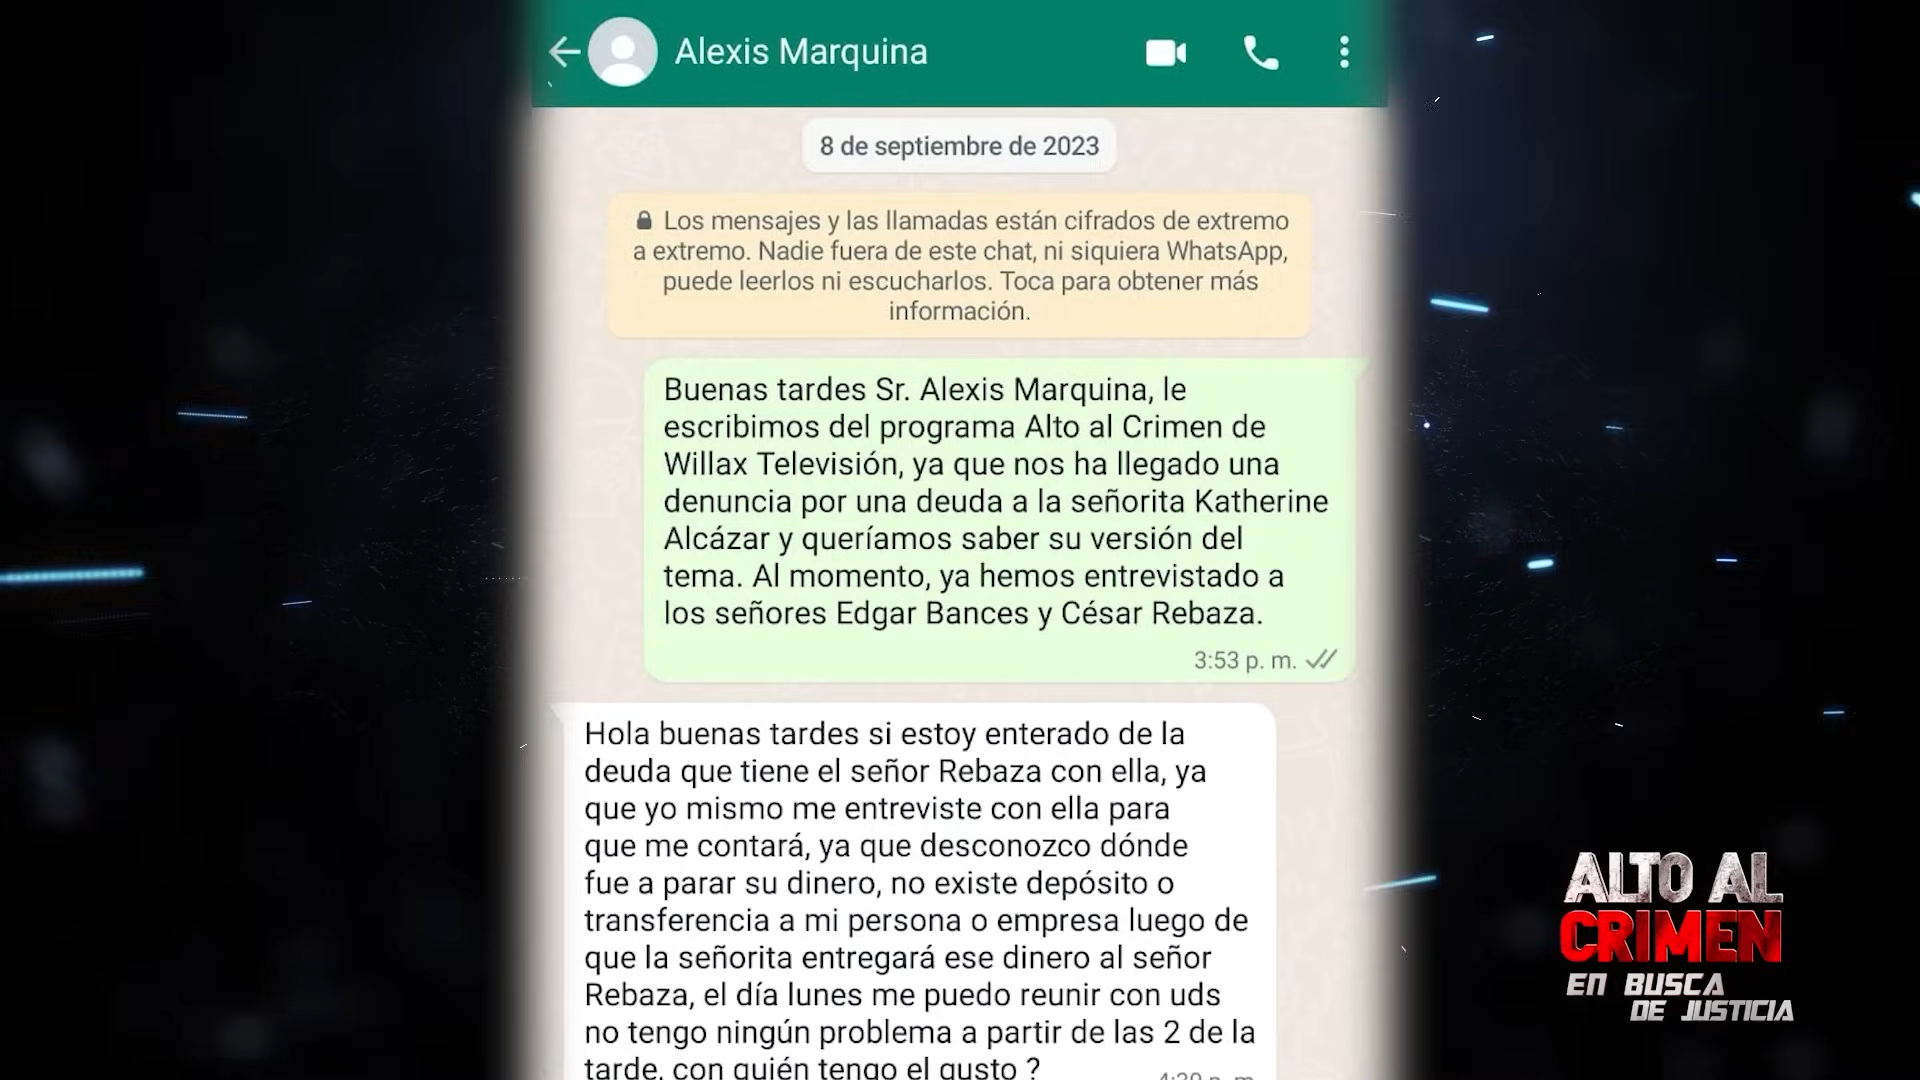 Alexis Marquina
8 de septiembre de 2023
Los mensajes y las llamadas están cifrados de extremo
a extremo. Nadie fuera de este chat, ni siquiera WhatsApp,
puede leerlos ni escucharlos. Toca para obtener más
información.
Buenas tardes Sr. Alexis Marquina, le
escribimos del programa Alto al Crimen de
Willax Televisión, ya que nos ha llegado una
denuncia por una deuda a la señorita Katherine
Alcázar y queríamos saber su versión del
tema. Al momento, ya hemos entrevistado a
los señores Edgar Bances y César Rebaza.
3:53 p. m.
Hola buenas tardes si estoy enterado de la
deuda que tiene el señor Rebaza con ella, ya
que yo mismo me entreviste con ella para
que me contará, ya que desconozco dónde
fue a parar su dinero, no existe depósito o
transferencia a mi persona o empresa luego de
que la señorita entregará ese dinero al señor
Rebaza, el día lunes me puedo reunir con uds
no tengo ningún problema a partir de las 2 de la
tarde, con quién tengo el gusto ?
ALTO AL
CRIMEN
EN BUSCA
DE JUSTICIA